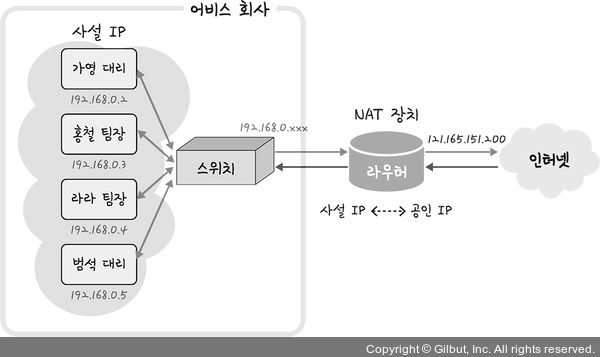 어비스 회사
사설 IP
가영 대리
192.168.0.2
홍철 팀장
192.168.0.3
라라 팀장
192.168.0.4
범석 대리
192.168.0.5
스위치
192.168.0.xxx
NAT 장치
라우터
사설 IP
공인 IP
121.165.151.200
인터넷
Copyright © Gilbut, Inc. All rights reserved.